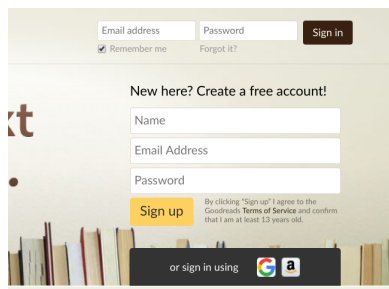 Email address Password Sign in
Remember me Forgot it?
New here? Create a free account!
xt
Name
Email Address
Password
Sign up
By clicking "Sign up" I agree to the
Goodreads Terms of Service and confirm
that I am at least 13 years old.
or sign in using G a